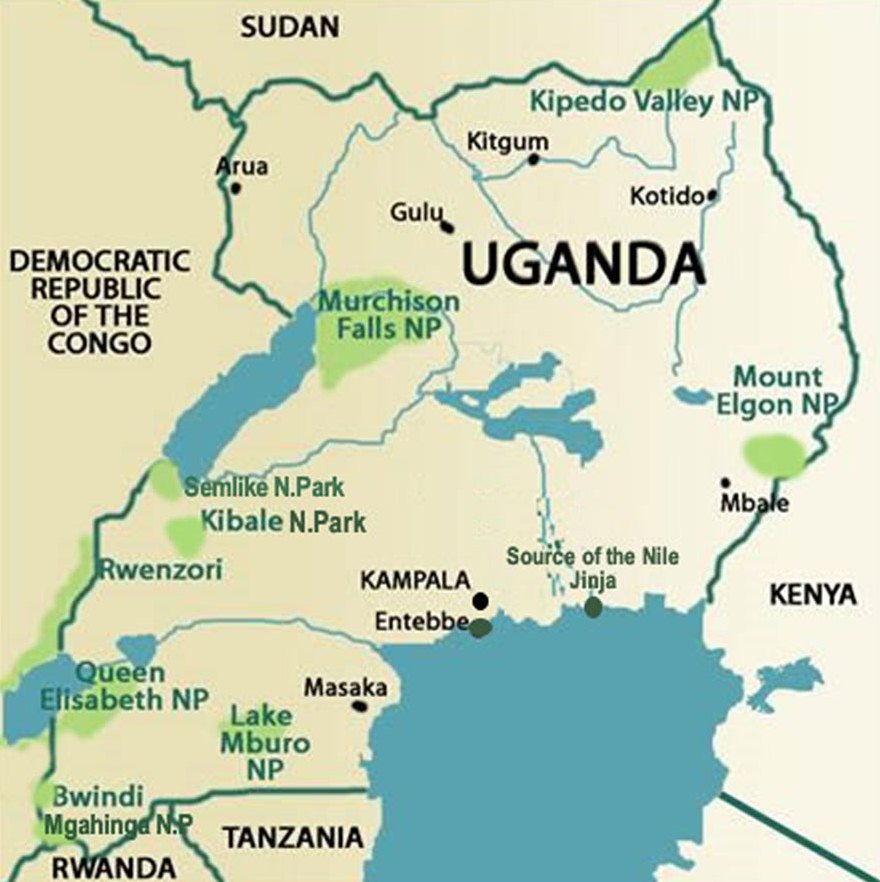 SUDAN
Kipedo Valley NP
Kitgum
Arua
Kotido
Gulu
UGANDA
DEMOCRATIC
REPUBLIC
OF THE
CONGO
Murchison
Falls NP
Mount
Elgon NP
Semlike N.Park
Mbale
Kibale N.Park
Source of the Nile
Jinja
Rwenzori
KAMPALA
KENYA
Entebbe
Queen
Elisabeth NP
Masaka
Lake
Mburo
NP
Bwindi
Mgahinga N.P
TANZANIA
RWANDA